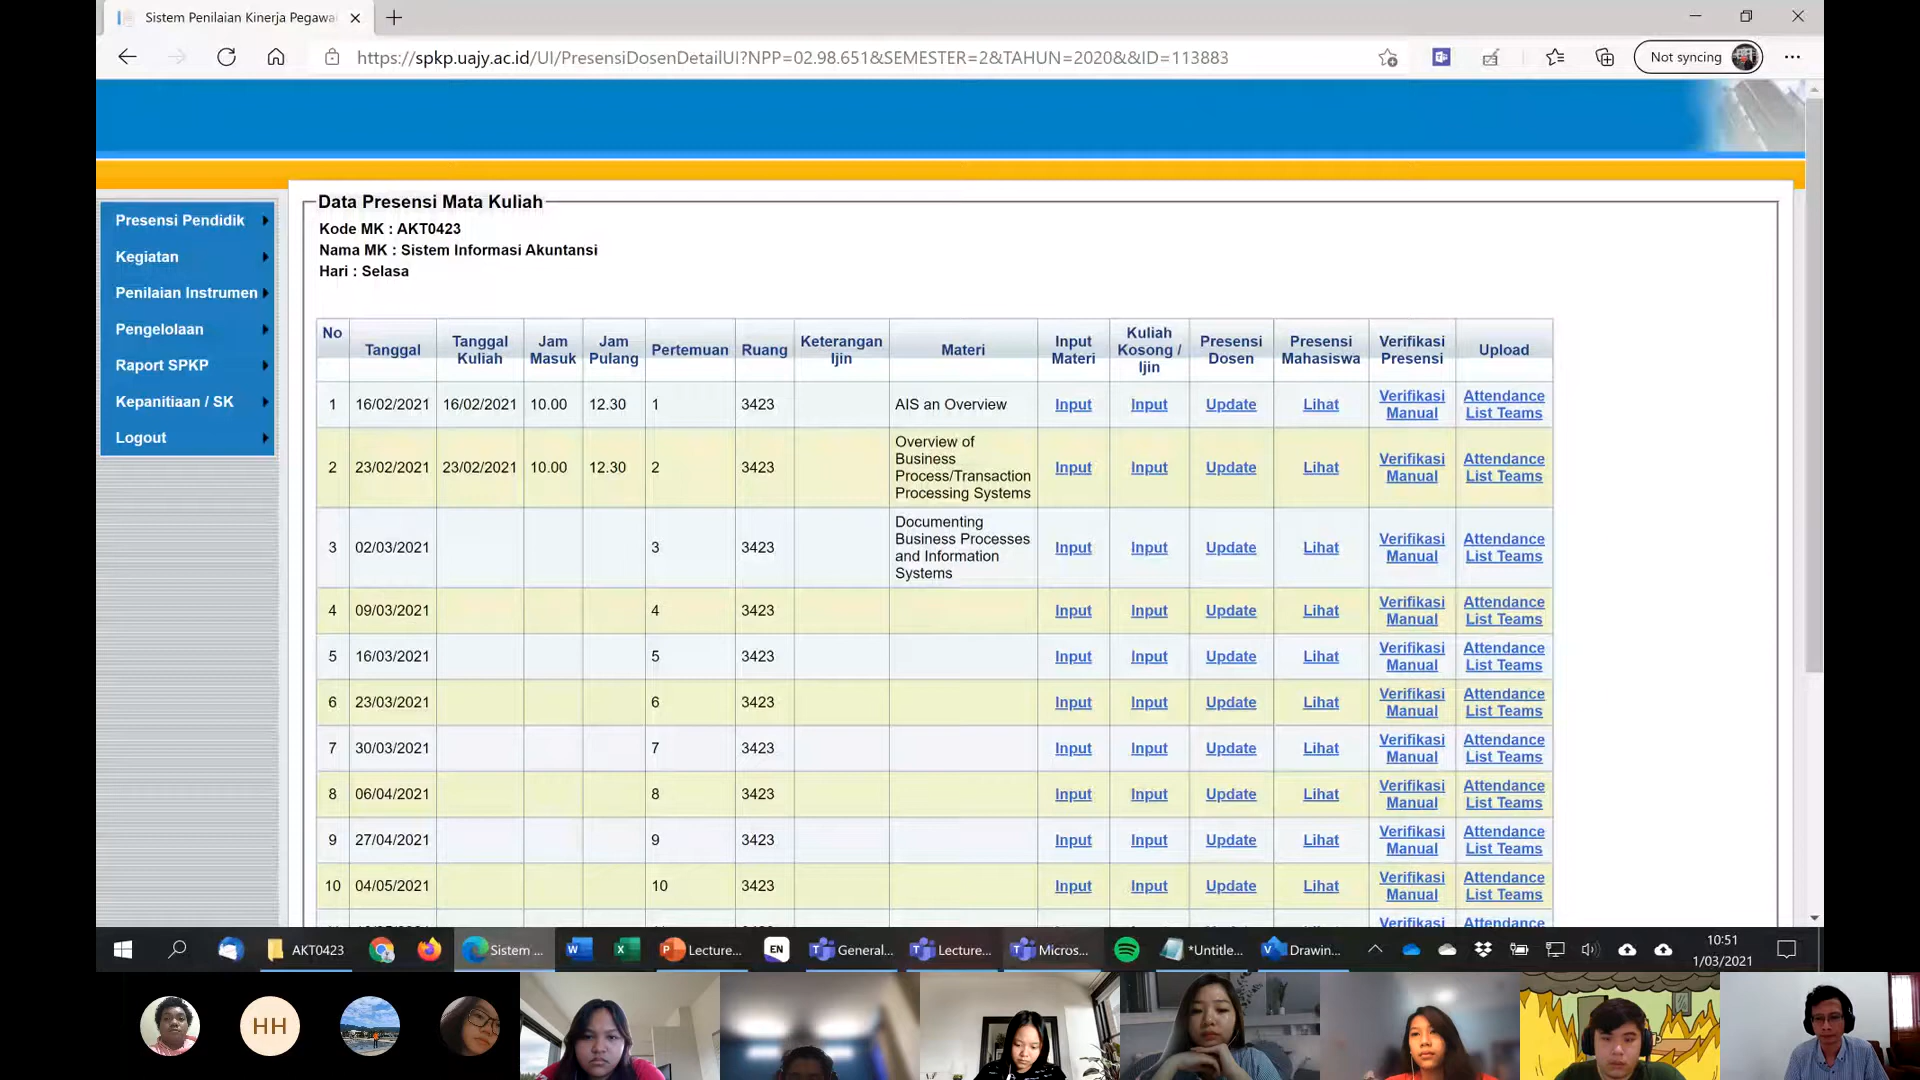 Sistem Penilaian Kinerja Pegawai
https://spkp.uajy.ac.id/UI/PresensiDosenDetailUI?NPP=02.98.651&SEMESTER=2&TAHUN=2020&&ID=113883
Not syncing
Presensi Pendidik
Kegiatan
Penilaian Instrumen
Pengelolaan
Raport SPKP
Kepanitiaan / SK
Logout
Data Presensi Mata Kuliah
Kode MK : AKT0423
Nama MK : Sistem Informasi Akuntansi
Hari : Selasa
No Tanggal Tanggal Kuliah Jam Masuk Jam Pulang Pertemuan Ruang Keterangan Ijin Materi Input Materi Kuliah Kosong / Ijin Presensi Dosen Presensi Mahasiswa Verifikasi Presensi Upload
1 16/02/2021 16/02/2021 10.00 12.30 1 3423 AIS an Overview Input Input Update Lihat Verifikasi Manual Attendance List Teams
2 23/02/2021 23/02/2021 10.00 12.30 2 3423 Overview of Business Process/Transaction Processing Systems Input Input Update Lihat Verifikasi Manual Attendance List Teams
3 02/03/2021 3 3423 Documenting Business Processes and Information Systems Input Input Update Lihat Verifikasi Manual Attendance List Teams
4 09/03/2021 4 3423 Input Input Update Lihat Verifikasi Manual Attendance List Teams
5 16/03/2021 5 3423 Input Input Update Lihat Verifikasi Manual Attendance List Teams
6 23/03/2021 6 3423 Input Input Update Lihat Verifikasi Manual Attendance List Teams
7 30/03/2021 7 3423 Input Input Update Lihat Verifikasi Manual Attendance List Teams
8 06/04/2021 8 3423 Input Input Update Lihat Verifikasi Manual Attendance List Teams
9 27/04/2021 9 3423 Input Input Update Lihat Verifikasi Manual Attendance List Teams
10 04/05/2021 10 3423 Input Input Update Lihat Verifikasi Manual Attendance List Teams
Verifikasi Attendance
AKT0423
Sistem ...
Lecture...
EN
General...
Lecture...
Micros...
*Untitle...
Drawin...
10:51
1/03/2021
HH